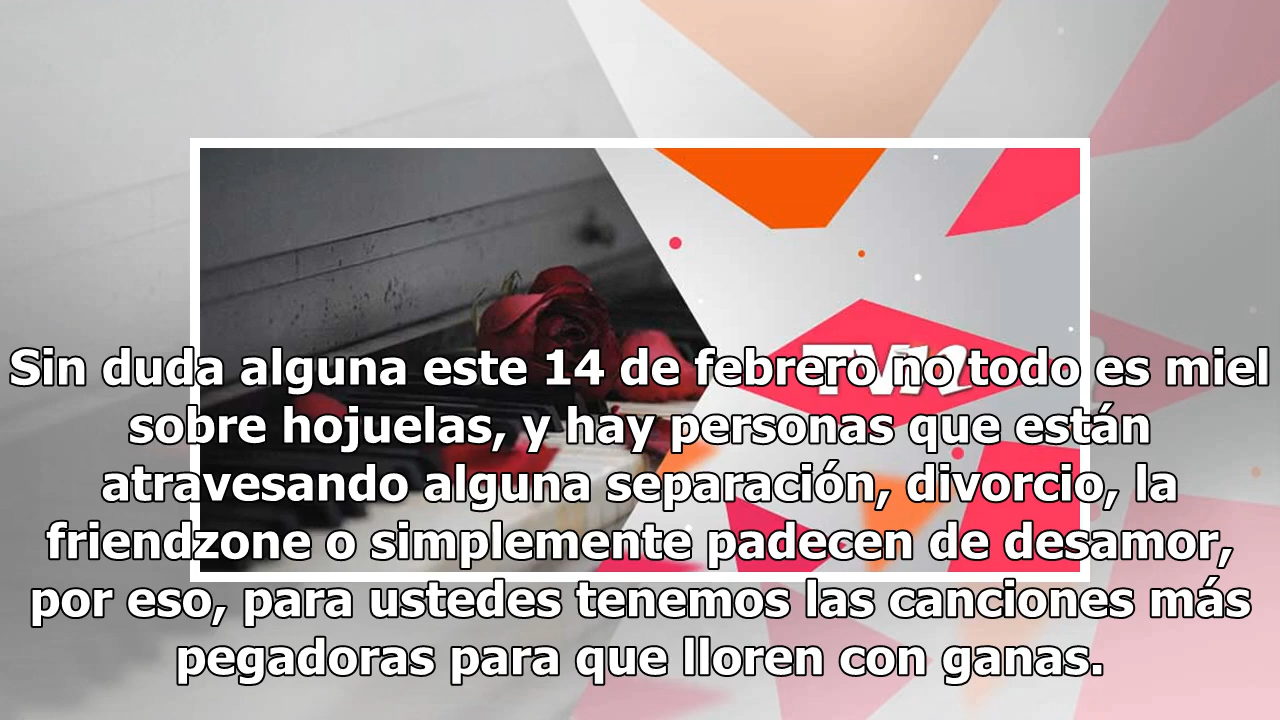 Sin duda alguna este 14 de febrero no todo es miel
sobre hojuelas, y hay personas que están
atravesando alguna separación, divorcio, la
friendzone o simplemente padecen de desamor,
por eso, para ustedes tenemos las canciones más
pegadoras para que lloren con ganas.